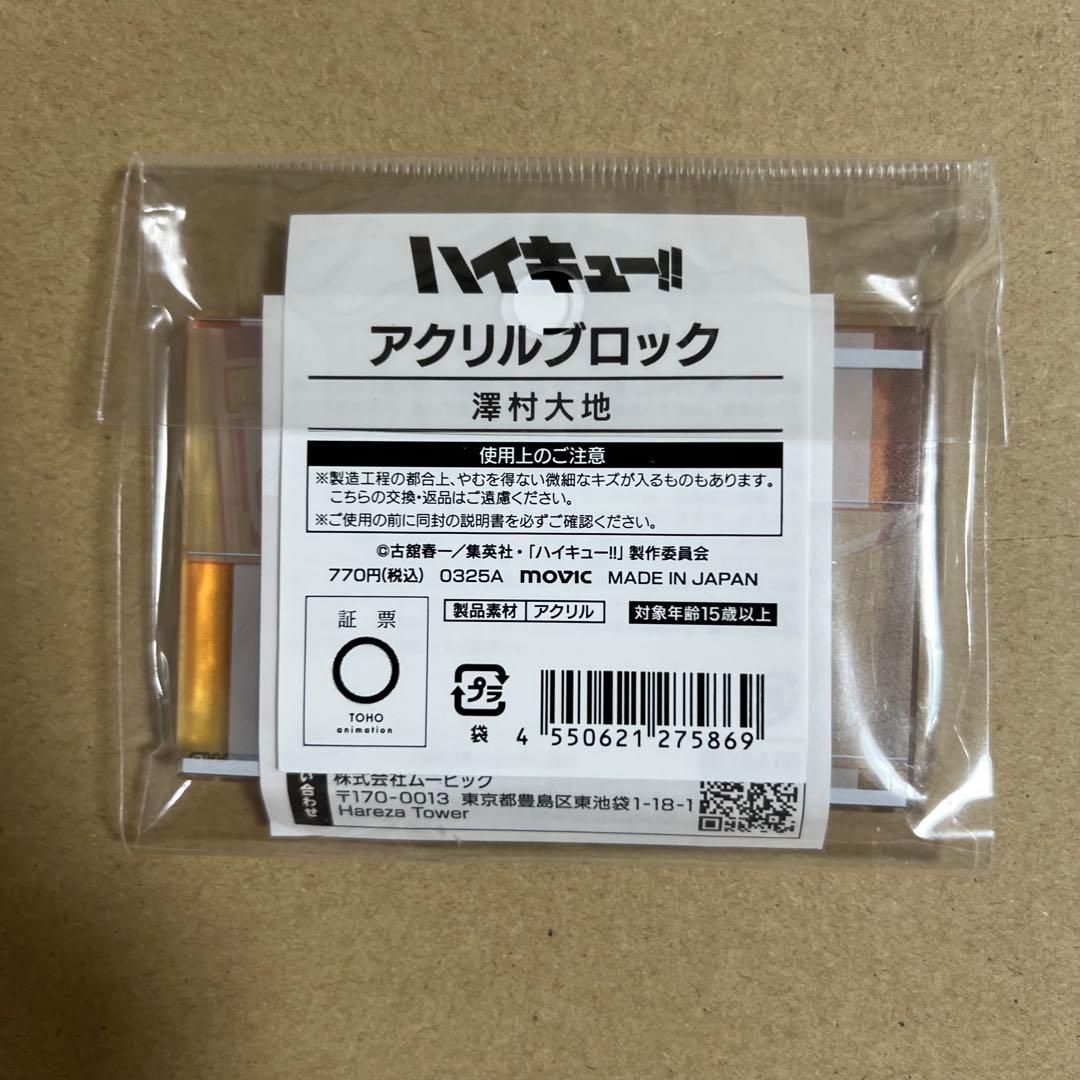 ハイキュー!!
アクリルブロック
澤村大地
使用上のご注意
※製造工程の都合上、やむを得ない微細なキズが入るものもあります。
こちらの交換・返品はご遠慮ください。
※ご使用の前に同封の説明書を必ずご確認ください。
©古舘春一／集英社・「ハイキュー!!」製作委員会
770円(税込) 0325A movic MADE IN JAPAN
製品素材 アクリル 対象年齢15歳以上
証票
TOHO
animation
プラ
袋
4 550621 275869
い合わせ
株式会社ムービック
〒170-0013 東京都豊島区東池袋1-18-1
Hareza Tower